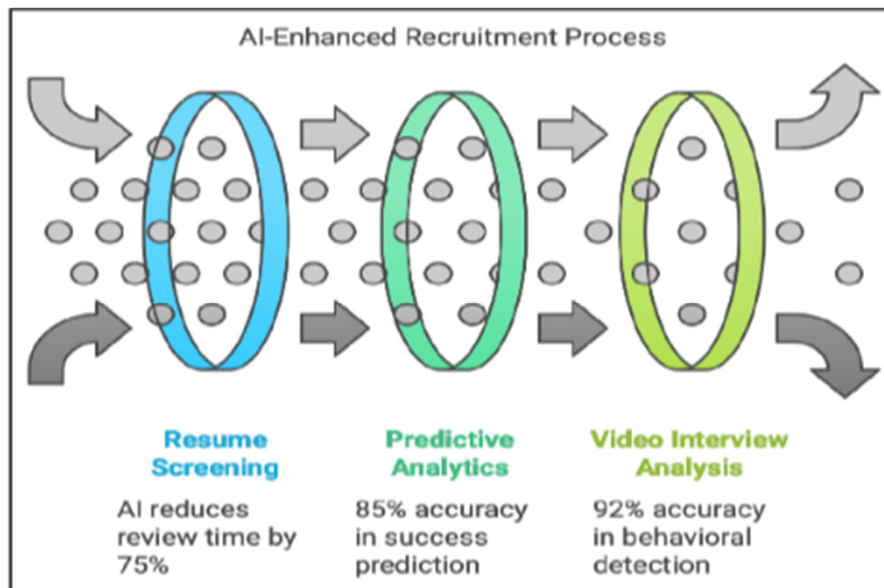 AI-Enhanced Recruitment Process
Resume
Screening
AI reduces
review time by
75%
Predictive
Analytics
85% accuracy
in success
prediction
Video Interview
Analysis
92% accuracy
in behavioral
detection